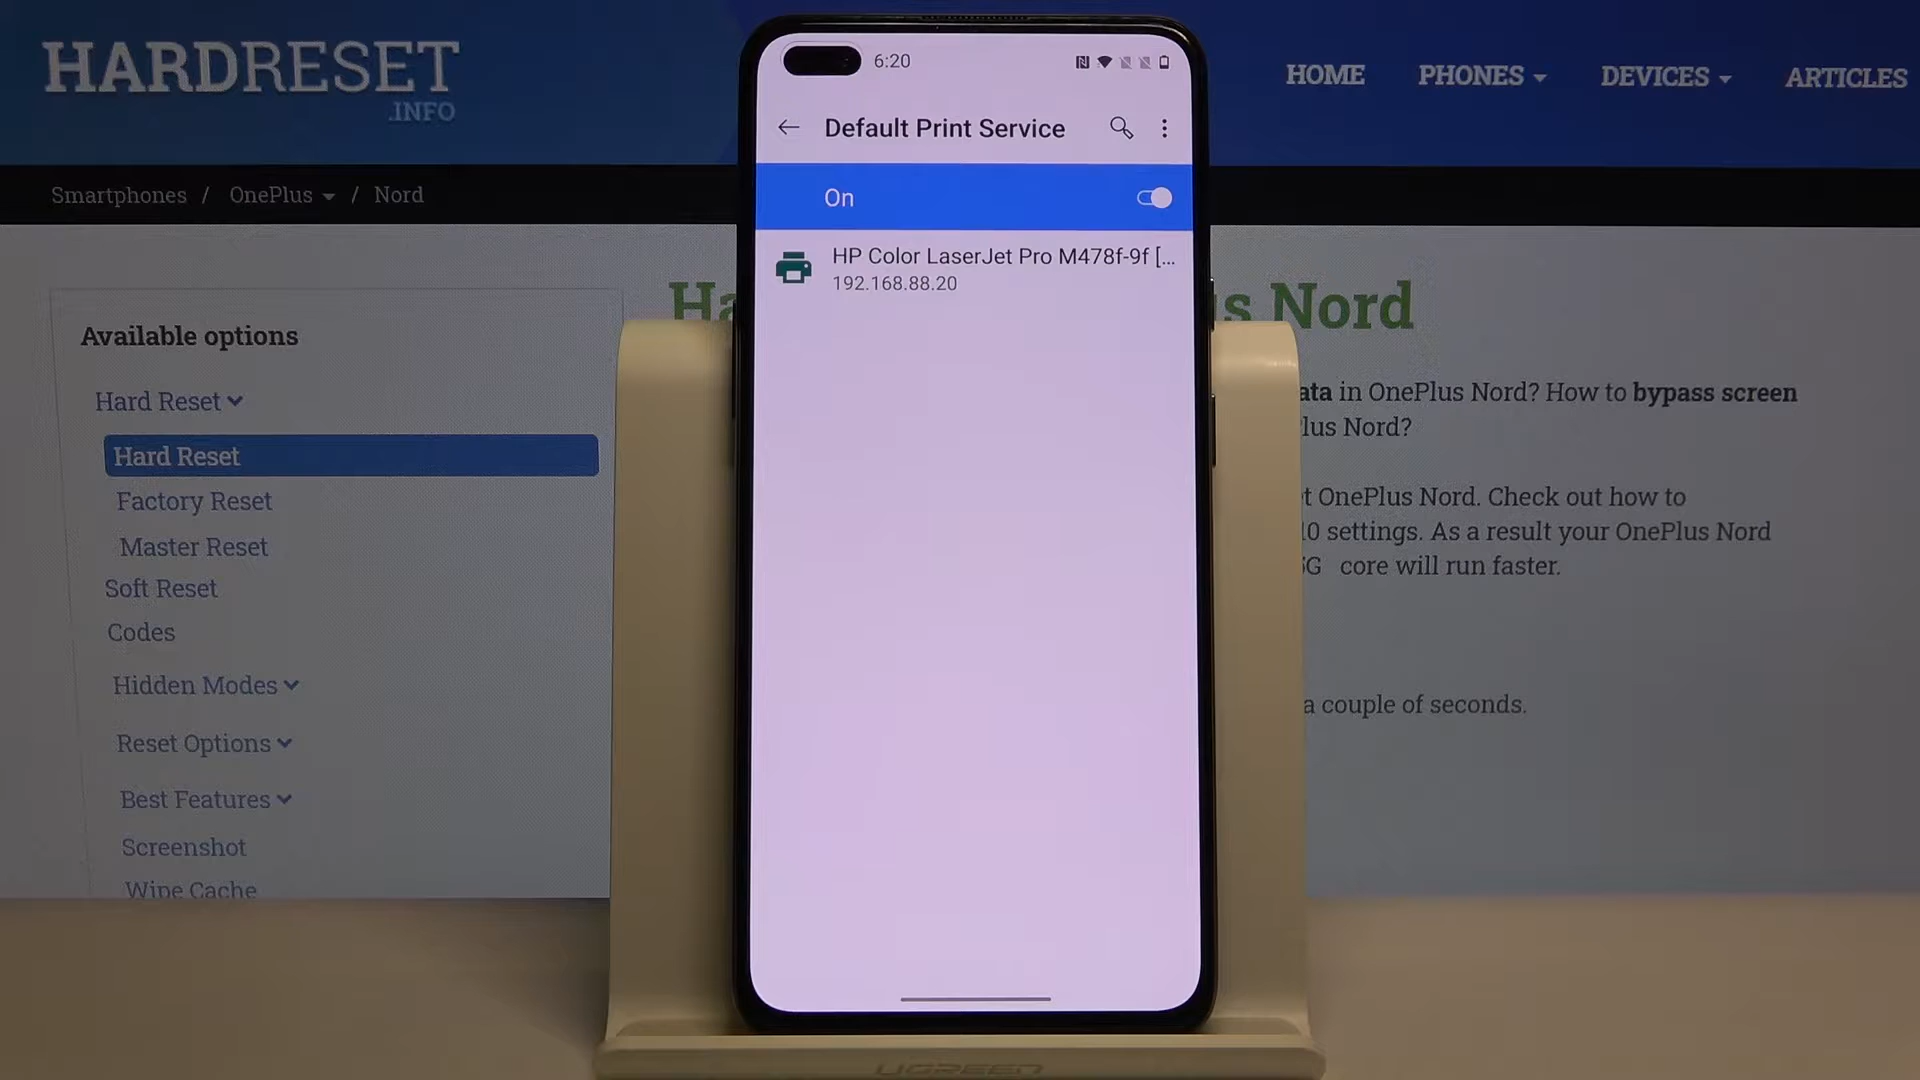 HARDRESET
.INFO
HOME PHONES DEVICES ARTICLES
Smartphones / OnePlus / Nord
Available options
Hard Reset
Hard Reset
Factory Reset
Master Reset
Soft Reset
Codes
Hidden Modes
Reset Options
Best Features
Screenshot
Wipe Cache
6:20
Default Print Service
On
HP Color LaserJet Pro M478f-9f [...
192.168.88.20
Ha
s Nord
ata in OnePlus Nord? How to bypass screen
lus Nord?
t OnePlus Nord. Check out how to
10 settings. As a result your OnePlus Nord
5G core will run faster.
a couple of seconds.
UGREEN